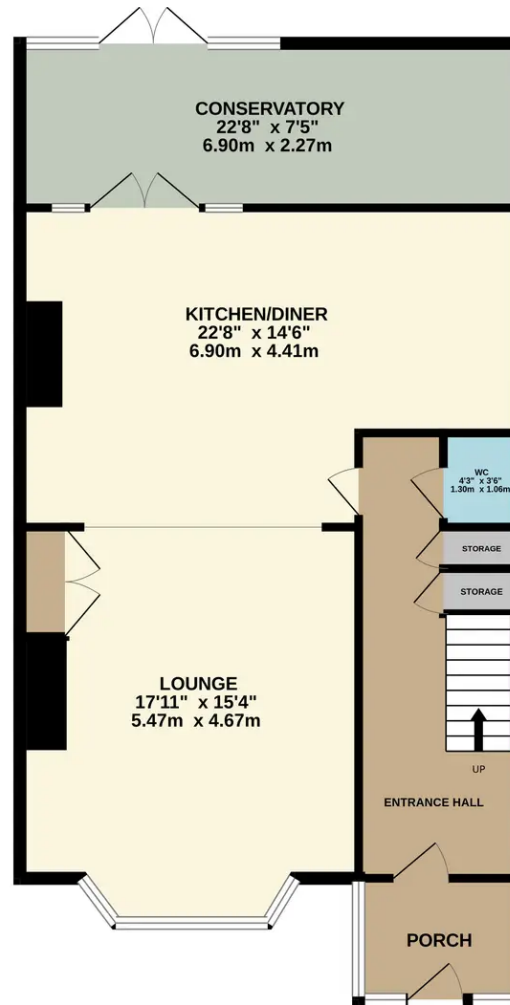 CONSERVATORY
22'8" x 7'5"
6.90m x 2.27m
KITCHEN/DINER
22'8" x 14'6"
6.90m x 4.41m
WC
4'3" x 3'6"
1.30m x 1.06m
STORAGE
STORAGE
LOUNGE
17'11" x 15'4"
5.47m x 4.67m
UP
ENTRANCE HALL
PORCH